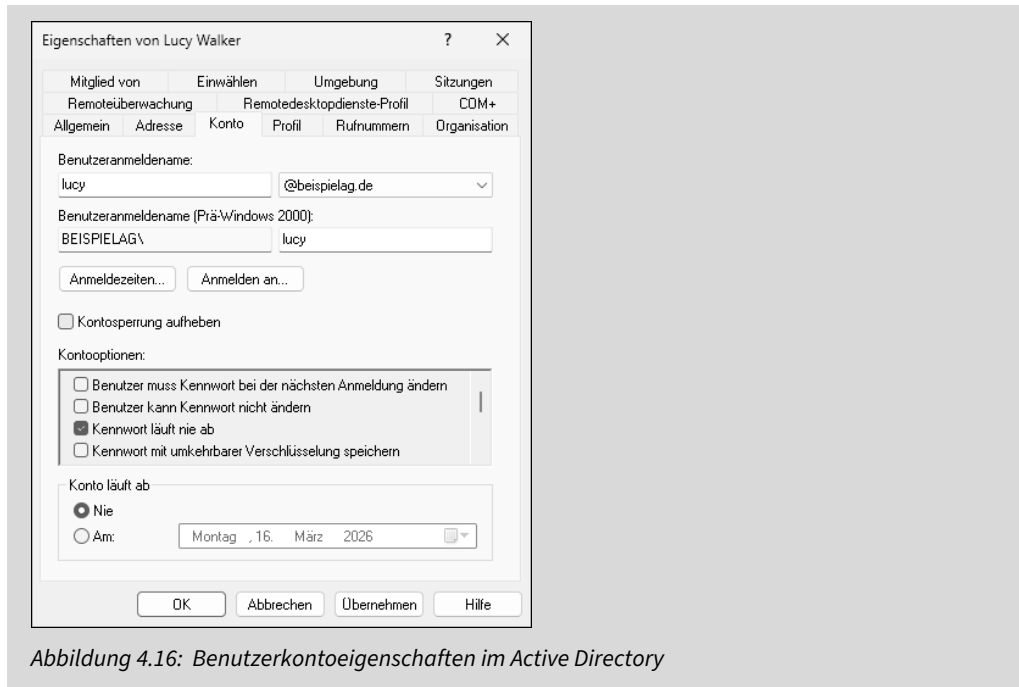 Eigenschaften von Lucy Walker ? ×
Mitglied von Einwählen Umgebung Sitzungen
Remoteüberwachung Remotedesktopdienste-Profil COM+
Allgemein Adresse Konto Profil Rufnummern Organisation
Benutzeranmeldename:
lucy @beispielag.de
Benutzeranmeldename (Prä-Windows 2000):
BEISPIELAG\ lucy
Anmeldezeiten... Anmelden an...
Kontosperrung aufheben
Kontooptionen:
Benutzer muss Kennwort bei der nächsten Anmeldung ändern
Benutzer kann Kennwort nicht ändern
Kennwort läuft nie ab
Kennwort mit umkehrbarer Verschlüsselung speichern
Konto läuft ab
Nie
Am: Montag , 16. März 2026
OK Abbrechen Übernehmen Hilfe
Abbildung 4.16: Benutzerkontoeigenschaften im Active Directory